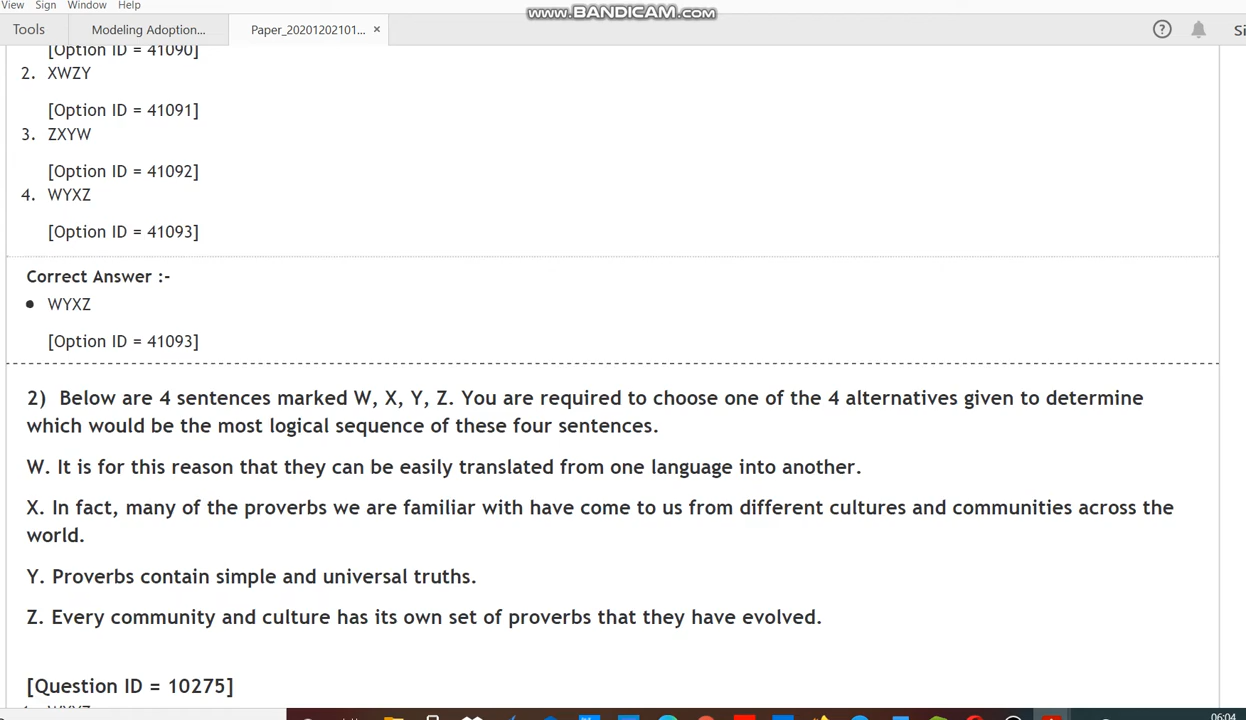 View Sign Window Help
www.BANDICAM.com
Tools Modeling Adoption... Paper_20201202101... × ? Si
[Option ID = 41090]
2. XWZY
[Option ID = 41091]
3. ZXYW
[Option ID = 41092]
4. WYXZ
[Option ID = 41093]
Correct Answer :-
• WYXZ
[Option ID = 41093]
2) Below are 4 sentences marked W, X, Y, Z. You are required to choose one of the 4 alternatives given to determine
which would be the most logical sequence of these four sentences.
W. It is for this reason that they can be easily translated from one language into another.
X. In fact, many of the proverbs we are familiar with have come to us from different cultures and communities across the
world.
Y. Proverbs contain simple and universal truths.
Z. Every community and culture has its own set of proverbs that they have evolved.
[Question ID = 10275]
06:04